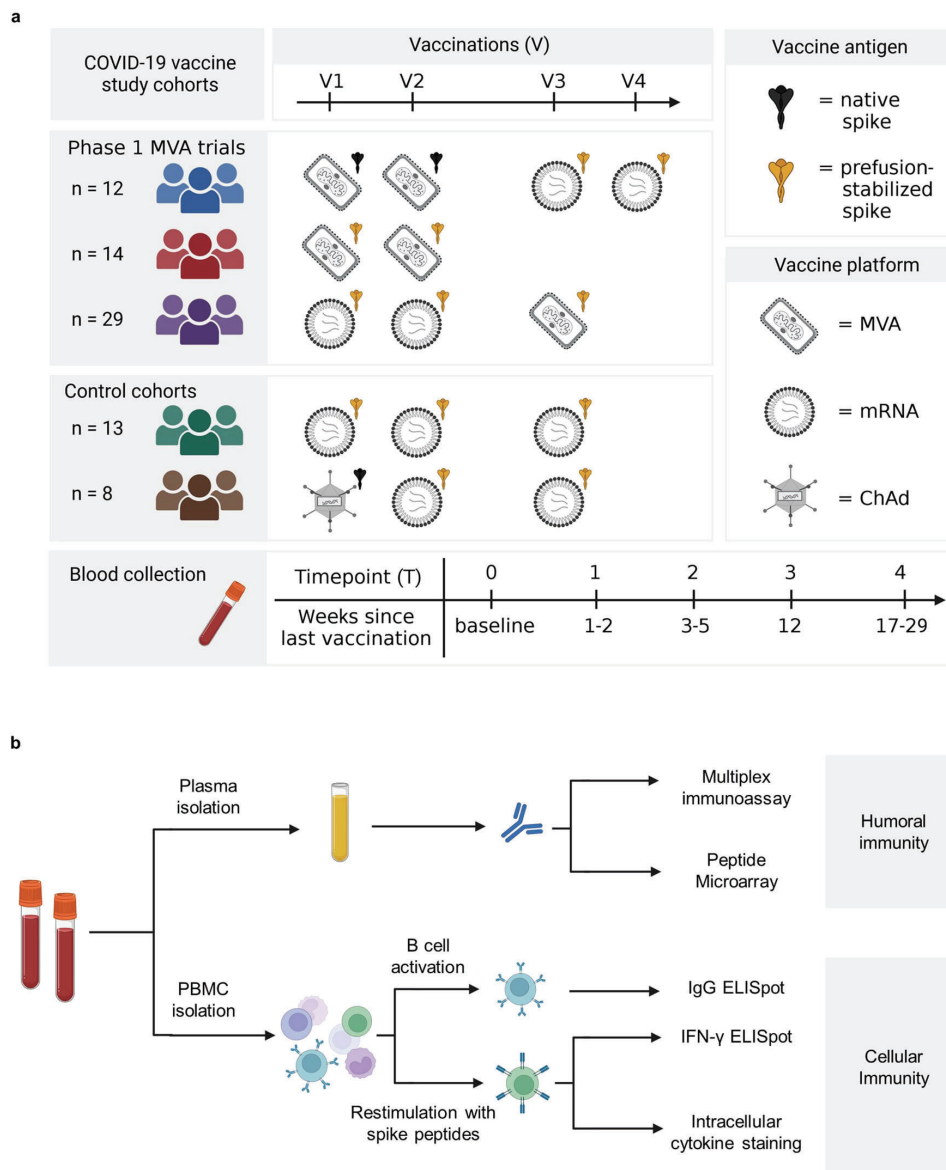 a
COVID-19 vaccine
study cohorts
Vaccinations (V)
V1 V2 V3 V4
Vaccine antigen
= native
spike
= prefusion-
stabilized
spike
Phase 1 MVA trials
n = 12
n = 14
n = 29
Vaccine platform
= MVA
= mRNA
= ChAd
Control cohorts
n = 13
n = 8
Blood collection
Timepoint (T) 0 1 2 3 4
Weeks since
last vaccination
baseline 1-2 3-5 12 17-29
b
Plasma
isolation
Multiplex
immunoassay
Peptide
Microarray
Humoral
immunity
PBMC
isolation
B cell
activation
IgG ELISpot
IFN-γ ELISpot
Restimulation with
spike peptides
Intracellular
cytokine staining
Cellular
Immunity